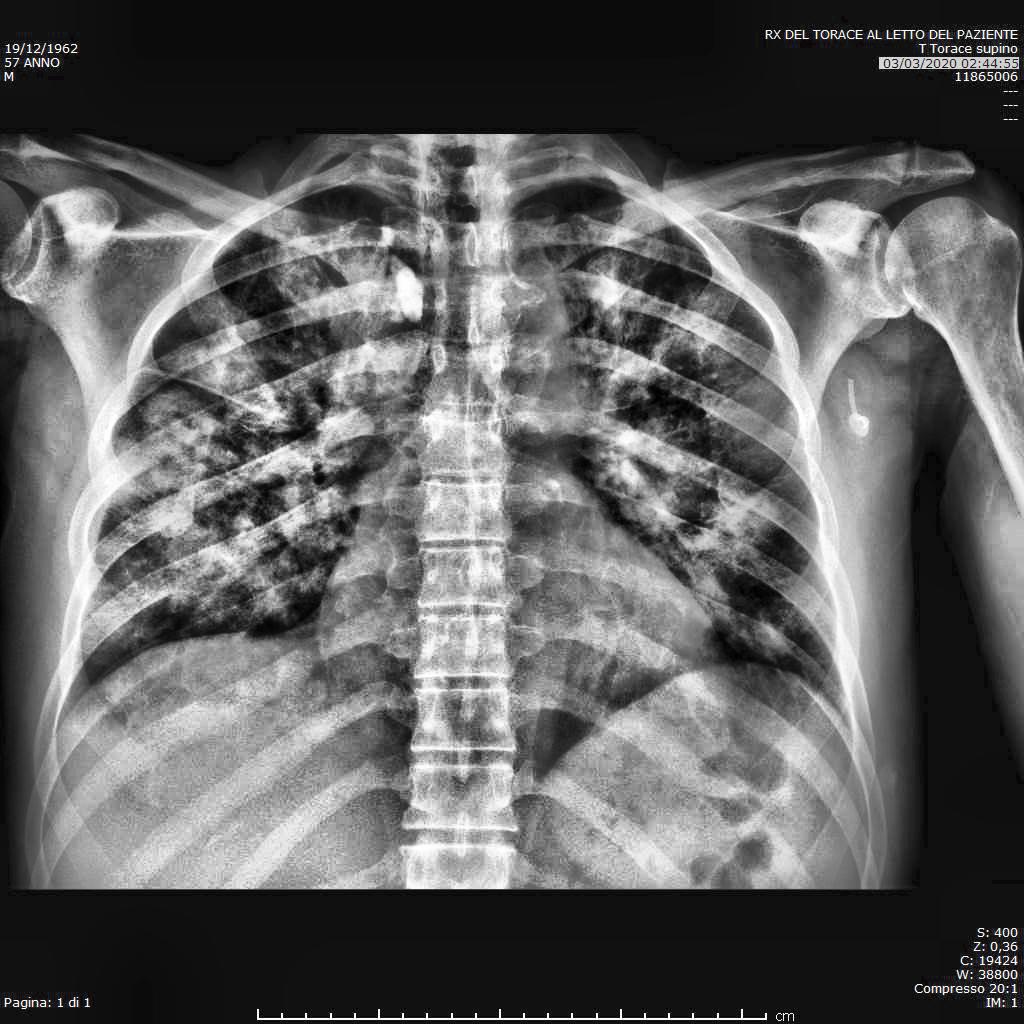 19/12/1962
57 ANNO
M
RX DEL TORACE AL LETTO DEL PAZIENTE
T Torace supino
03/03/2020 02:44:55
11865006
---
---
---
S: 400
Z: 0,36
C: 19424
W: 38800
Compresso 20:1
IM: 1
Pagina: 1 di 1
cm